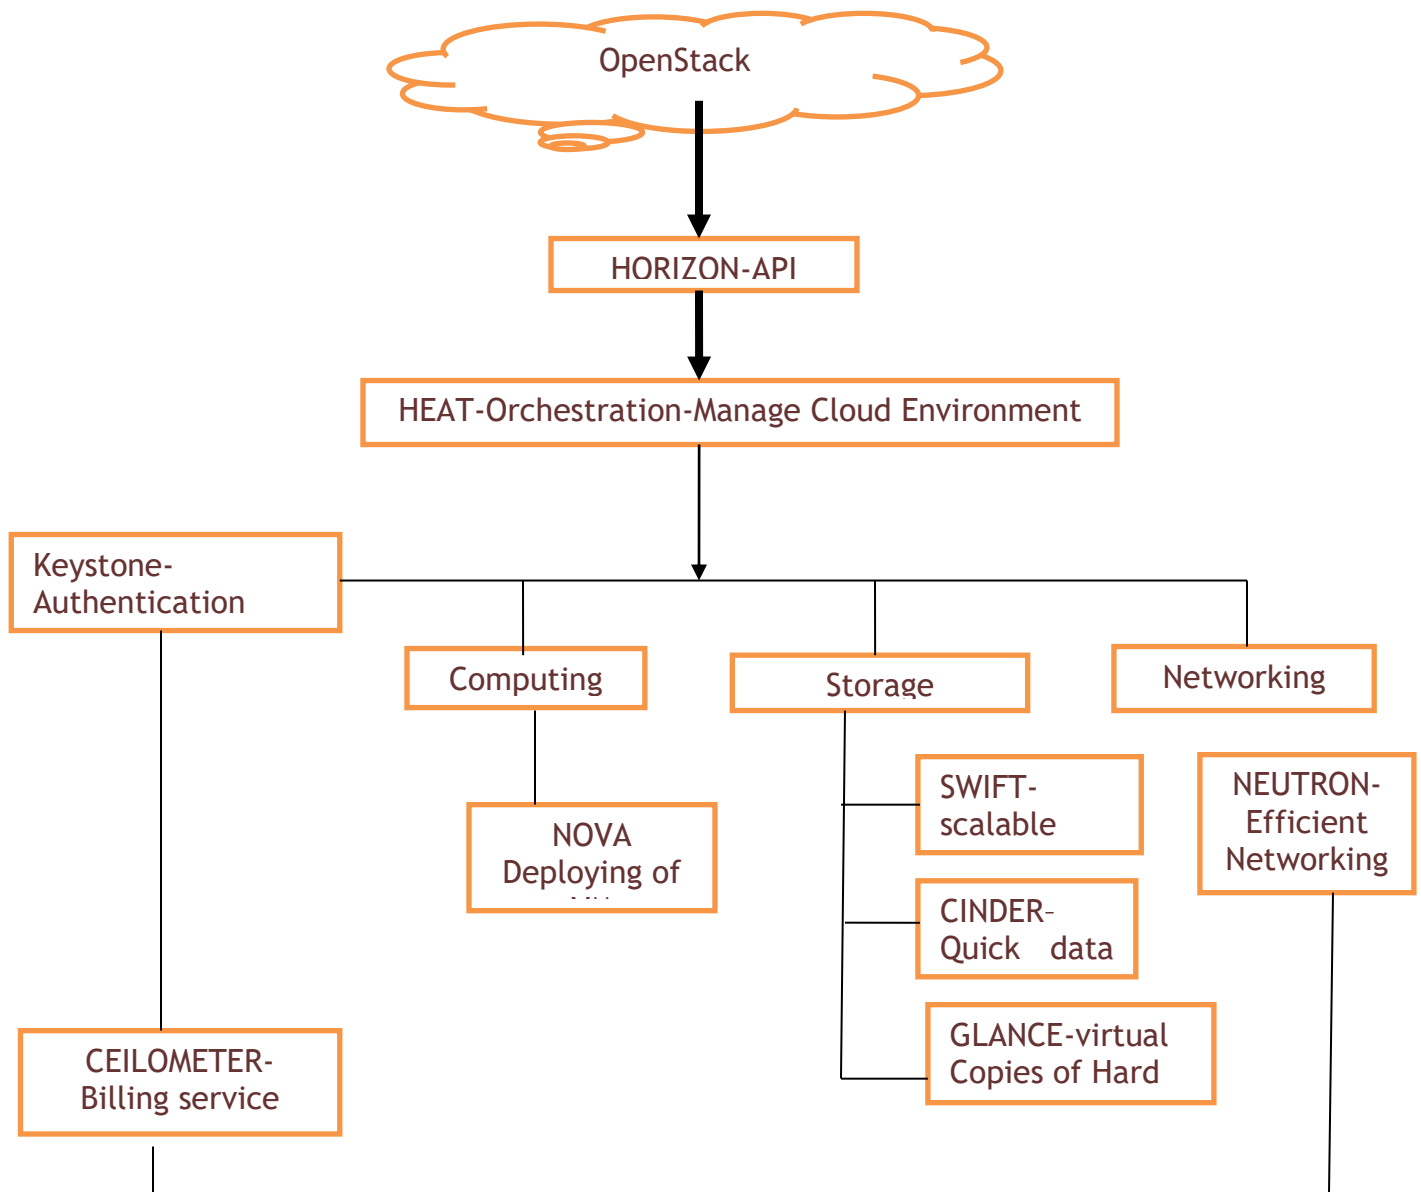 OpenStack
HORIZON-API
HEAT-Orchestration-Manage Cloud Environment
Keystone-
Authentication
Computing
Storage
Networking
NOVA
Deploying of
SWIFT-
scalable
CINDER–
Quick data
GLANCE-virtual
Copies of Hard
NEUTRON-
Efficient
Networking
CEILOMETER-
Billing service